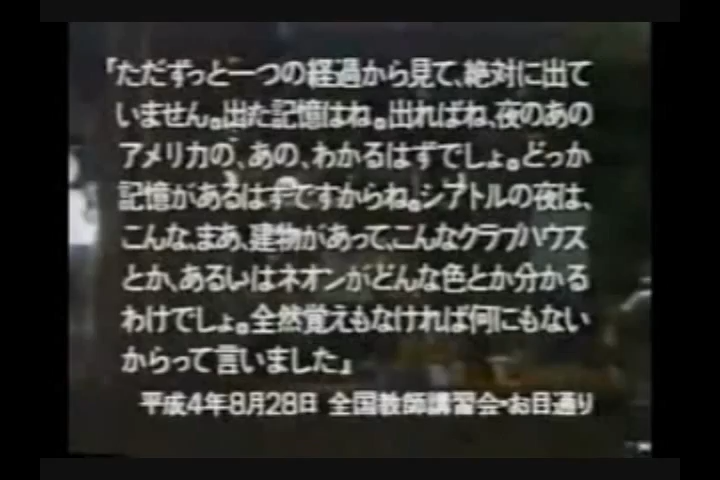 「ただずっと一つの経過から見て、絶対に出て
いません。出た記憶はね。出ればね、夜のあの
アメリカの、あの、わかるはずでしょ。どっか
記憶があるはずですからね。シアトルの夜は、
こんな、まあ、建物があって、こんなクラブハウス
とか、あるいはネオンがどんな色とか分かる
わけでしょ。全然覚えもなければ何にもない
からって言いました」
平成4年8月28日 全国教師講習会・お目通り